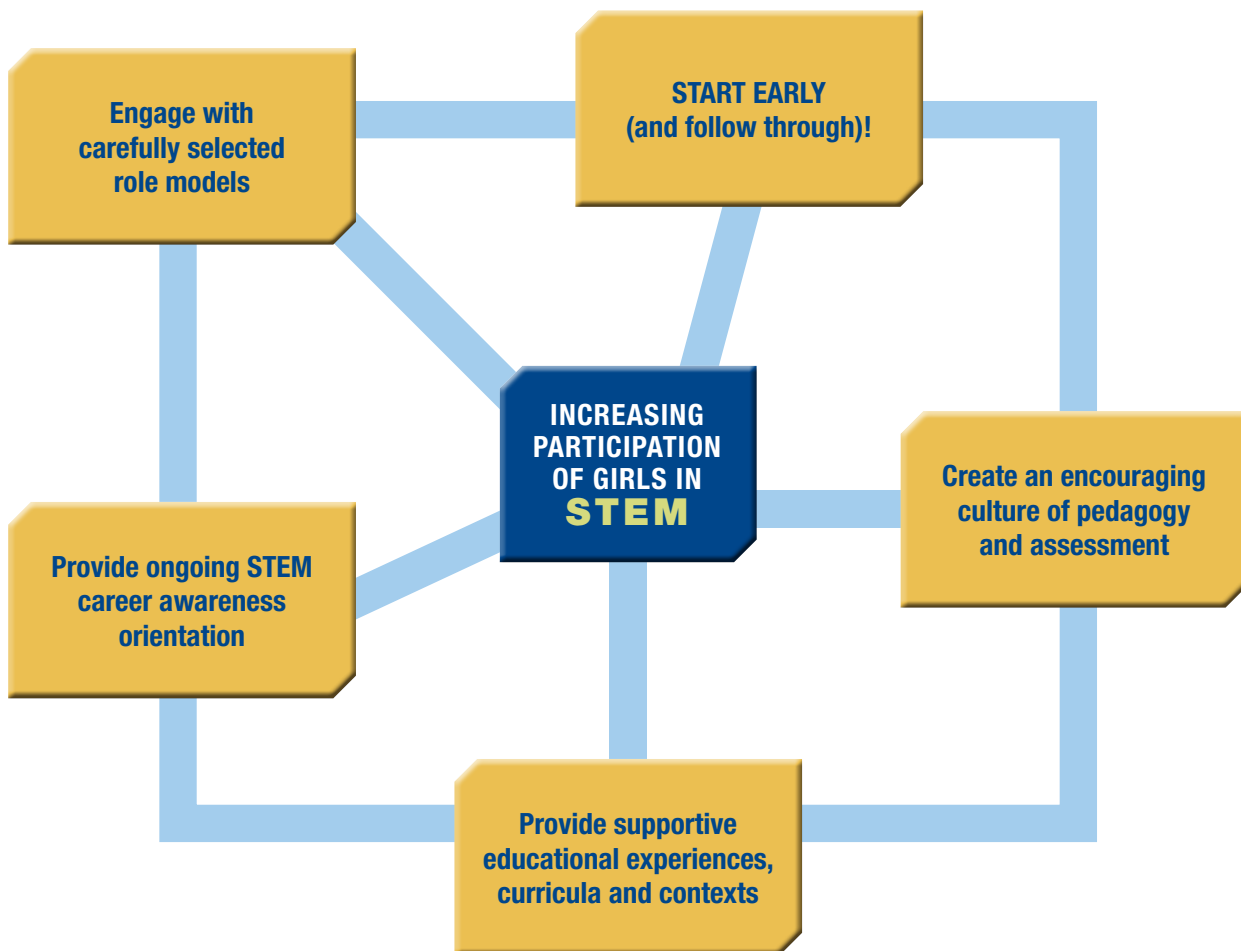 Engage with
carefully selected
role models
START EARLY
(and follow through)!
INCREASING
PARTICIPATION
OF GIRLS IN
STEM
Create an encouraging
culture of pedagogy
and assessment
Provide ongoing STEM
career awareness
orientation
Provide supportive
educational experiences,
curricula and contexts